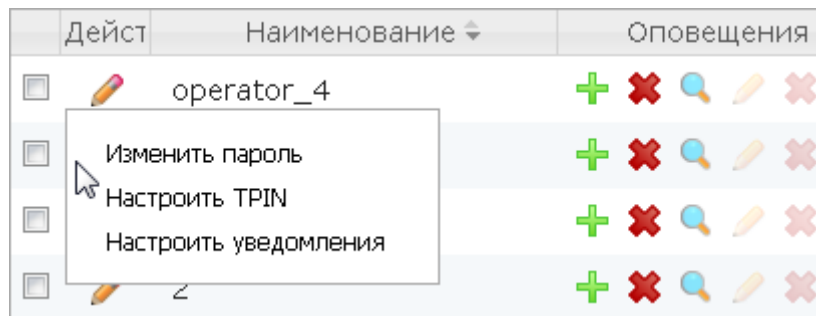 Дейст Наименование Оповещения
operator_4
Изменить пароль
Настроить TPIN
Настроить уведомления
2